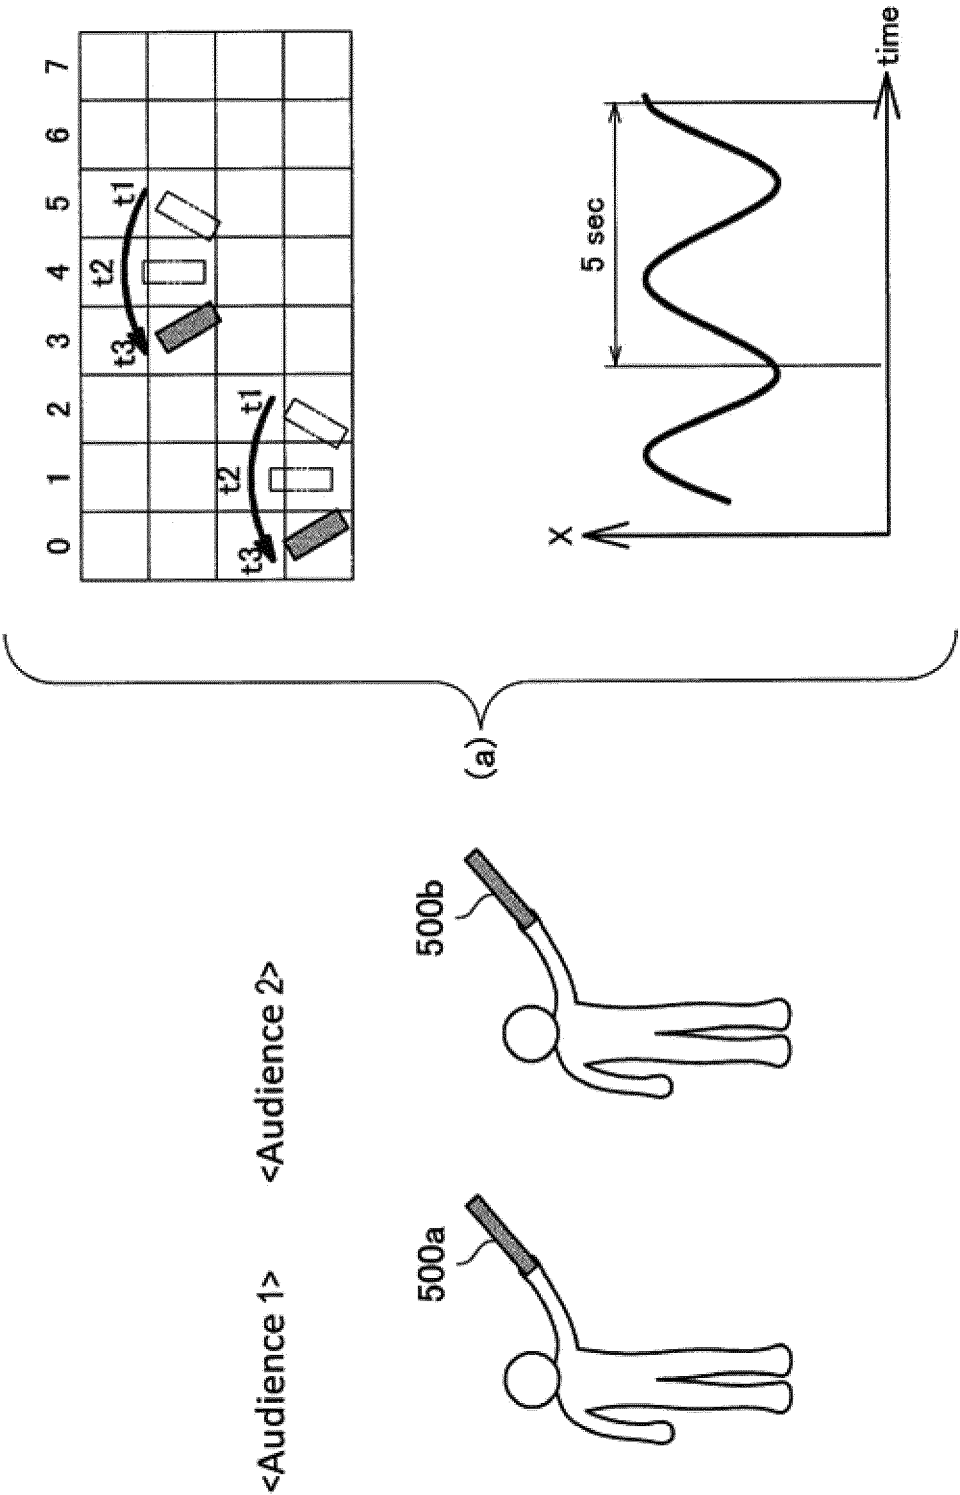 <Audience 1>
<Audience 2>
500a
500b
(a)
0 1 2 3 4 5 6 7
t3 t2 t1
t3 t2 t1
X
5 sec
time